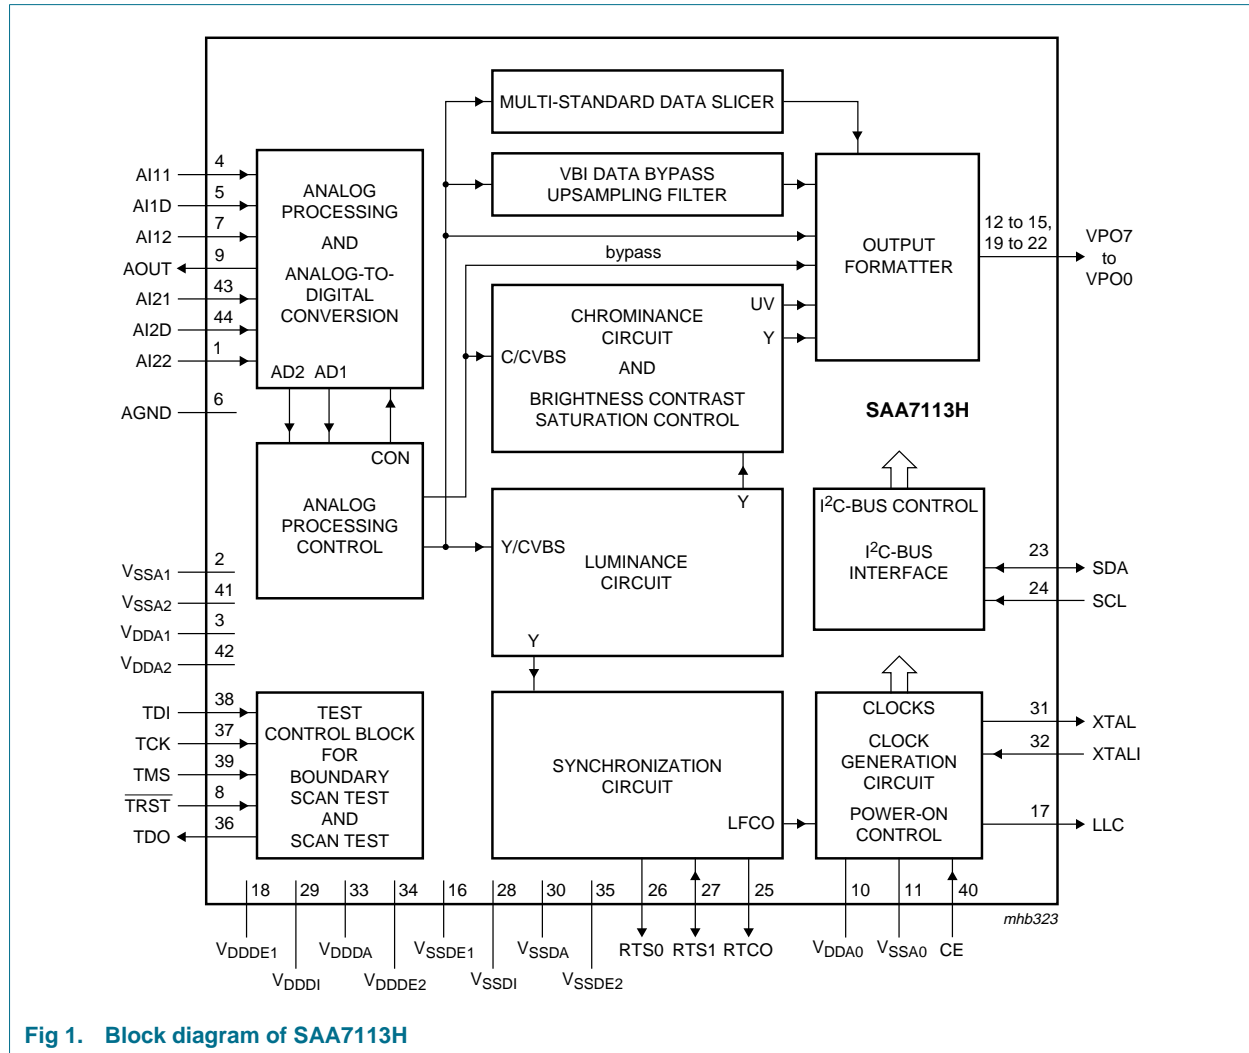 MULTI-STANDARD DATA SLICER
VBI DATA BYPASS
UPSAMPLING FILTER
bypass
AI11
4
AI1D
5
AI12
7
AOUT
9
AI21
43
AI2D
44
AI22
1
AGND
6
ANALOG
PROCESSING
AND
ANALOG-TO-
DIGITAL
CONVERSION
AD2 AD1
CON
ANALOG
PROCESSING
CONTROL
CHROMINANCE
CIRCUIT
AND
BRIGHTNESS CONTRAST
SATURATION CONTROL
C/CVBS
UV
Y
Y
Y/CVBS
LUMINANCE
CIRCUIT
Y
OUTPUT
FORMATTER
12 to 15,
19 to 22
VPO7
to
VPO0
SAA7113H
I2C-BUS CONTROL
I2C-BUS
INTERFACE
23
SDA
24
SCL
VSSA1
2
VSSA2
41
VDDA1
3
VDDA2
42
TDI
38
TCK
37
TMS
39
TRST
8
TDO
36
TEST
CONTROL BLOCK
FOR
BOUNDARY
SCAN TEST
AND
SCAN TEST
SYNCHRONIZATION
CIRCUIT
LFCO
CLOCKS
CLOCK
GENERATION
CIRCUIT
POWER-ON
CONTROL
31
XTAL
32
XTALI
17
LLC
18 29 33 34 16 28 30 35 26 27 25 10 11 40
mhb323
VDDDE1 VDDDA VSSDE1 VSSDA RTS0 RTS1 RTCO VDDA0 VSSA0 CE
VDDDI VDDDE2 VSSDI VSSDE2
Fig 1. Block diagram of SAA7113H